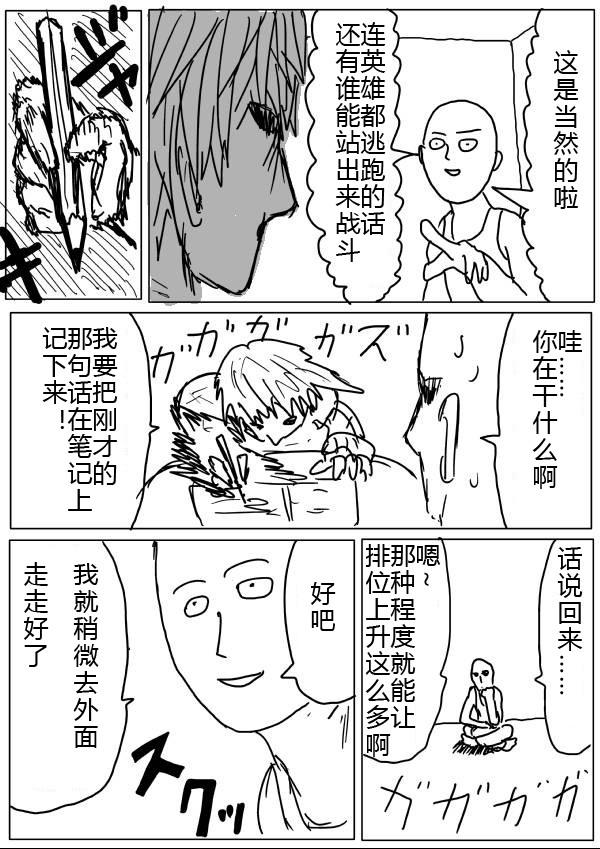 这是当然的啦
连英雄都逃跑的话
还有谁能站出来战斗
ジャ
キ
哇……
你在干什么啊
ガガガガズ
我要把刚才的
那句话在笔记上
记下来！
话说回来……
嗯~
那种程度就能让
排位上升这么多啊
ガガガガ
好吧
我就稍微去外面
走走好了
スクッ